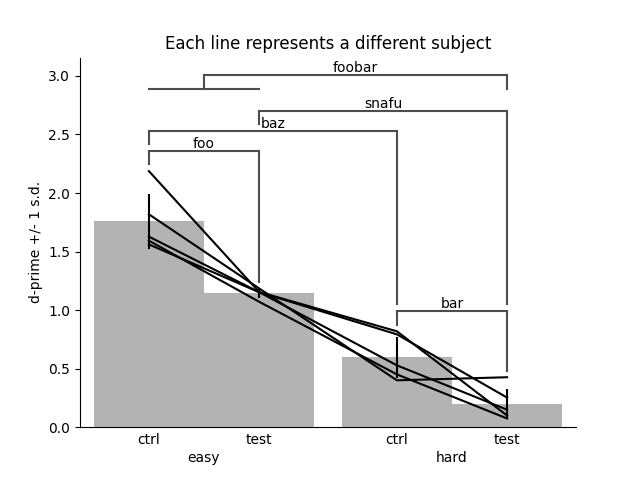 Each line represents a different subject
foobar
snafu
baz
foo
bar
d-prime +/- 1 s.d.
3.0
2.5
2.0
1.5
1.0
0.5
0.0
ctrl test ctrl test
easy hard